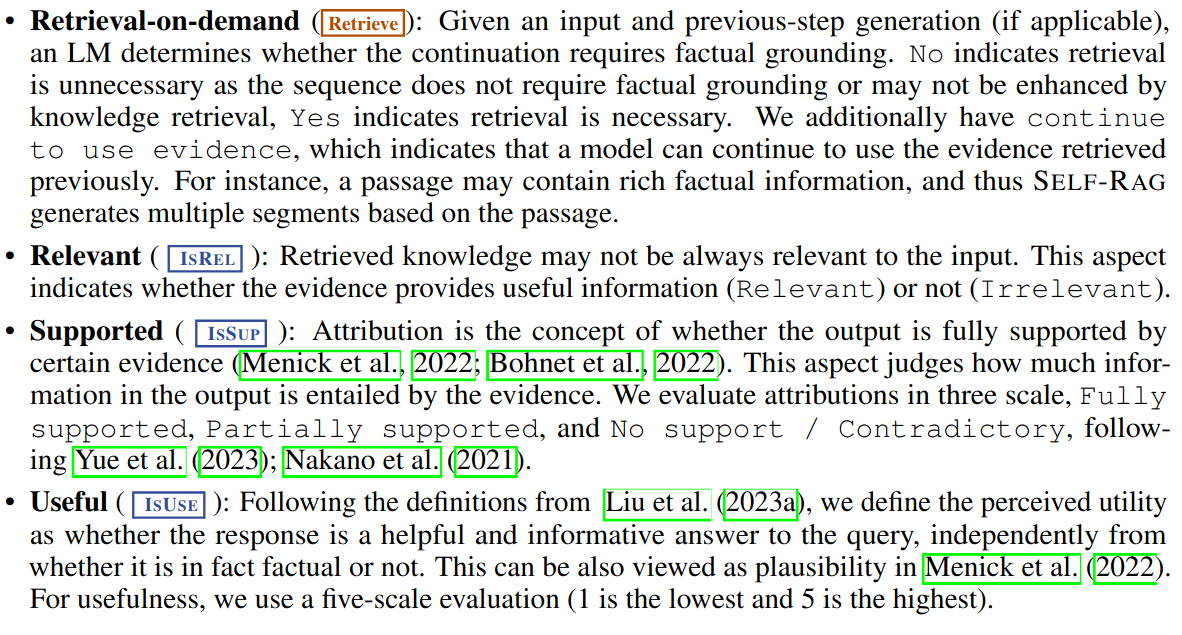 • Retrieval-on-demand (Retrieve): Given an input and previous-step generation (if applicable),
an LM determines whether the continuation requires factual grounding. No indicates retrieval
is unnecessary as the sequence does not require factual grounding or may not be enhanced by
knowledge retrieval, Yes indicates retrieval is necessary. We additionally have continue
to use evidence, which indicates that a model can continue to use the evidence retrieved
previously. For instance, a passage may contain rich factual information, and thus SELF-RAG
generates multiple segments based on the passage.
• Relevant ( ISREL ): Retrieved knowledge may not be always relevant to the input. This aspect
indicates whether the evidence provides useful information (Relevant) or not (Irrelevant).
• Supported ( ISSUP ): Attribution is the concept of whether the output is fully supported by
certain evidence (Menick et al., 2022; Bohnet et al., 2022). This aspect judges how much infor-
mation in the output is entailed by the evidence. We evaluate attributions in three scale, Fully
supported, Partially supported, and No support / Contradictory, follow-
ing Yue et al. (2023); Nakano et al. (2021).
• Useful ( ISUSE ): Following the definitions from Liu et al. (2023a), we define the perceived utility
as whether the response is a helpful and informative answer to the query, independently from
whether it is in fact factual or not. This can be also viewed as plausibility in Menick et al. (2022).
For usefulness, we use a five-scale evaluation (1 is the lowest and 5 is the highest).